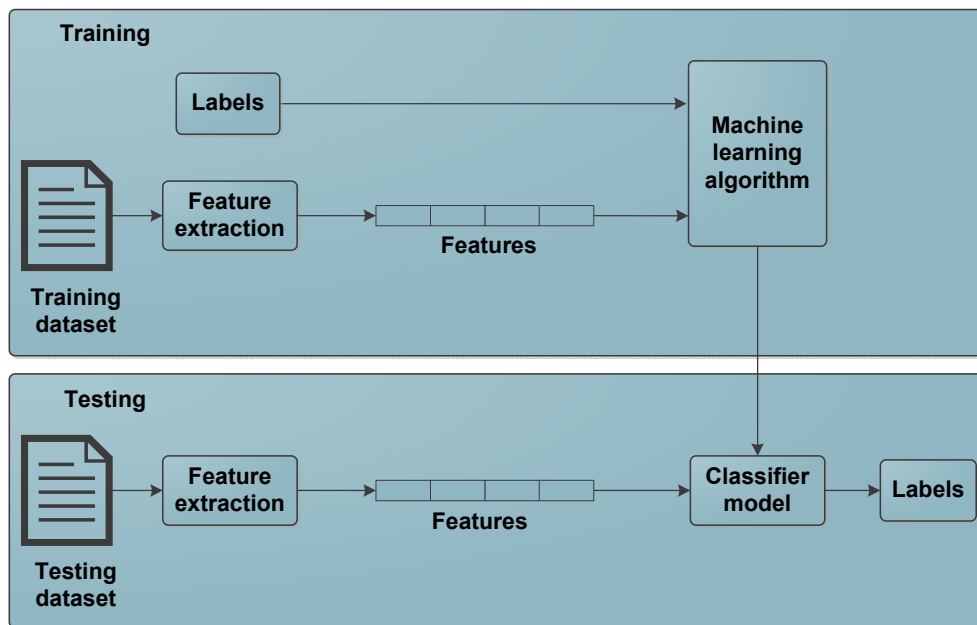 Training
Labels
Machine
learning
algorithm
Feature
extraction
Features
Training
dataset
Testing
Feature
extraction
Features
Classifier
model
Labels
Testing
dataset